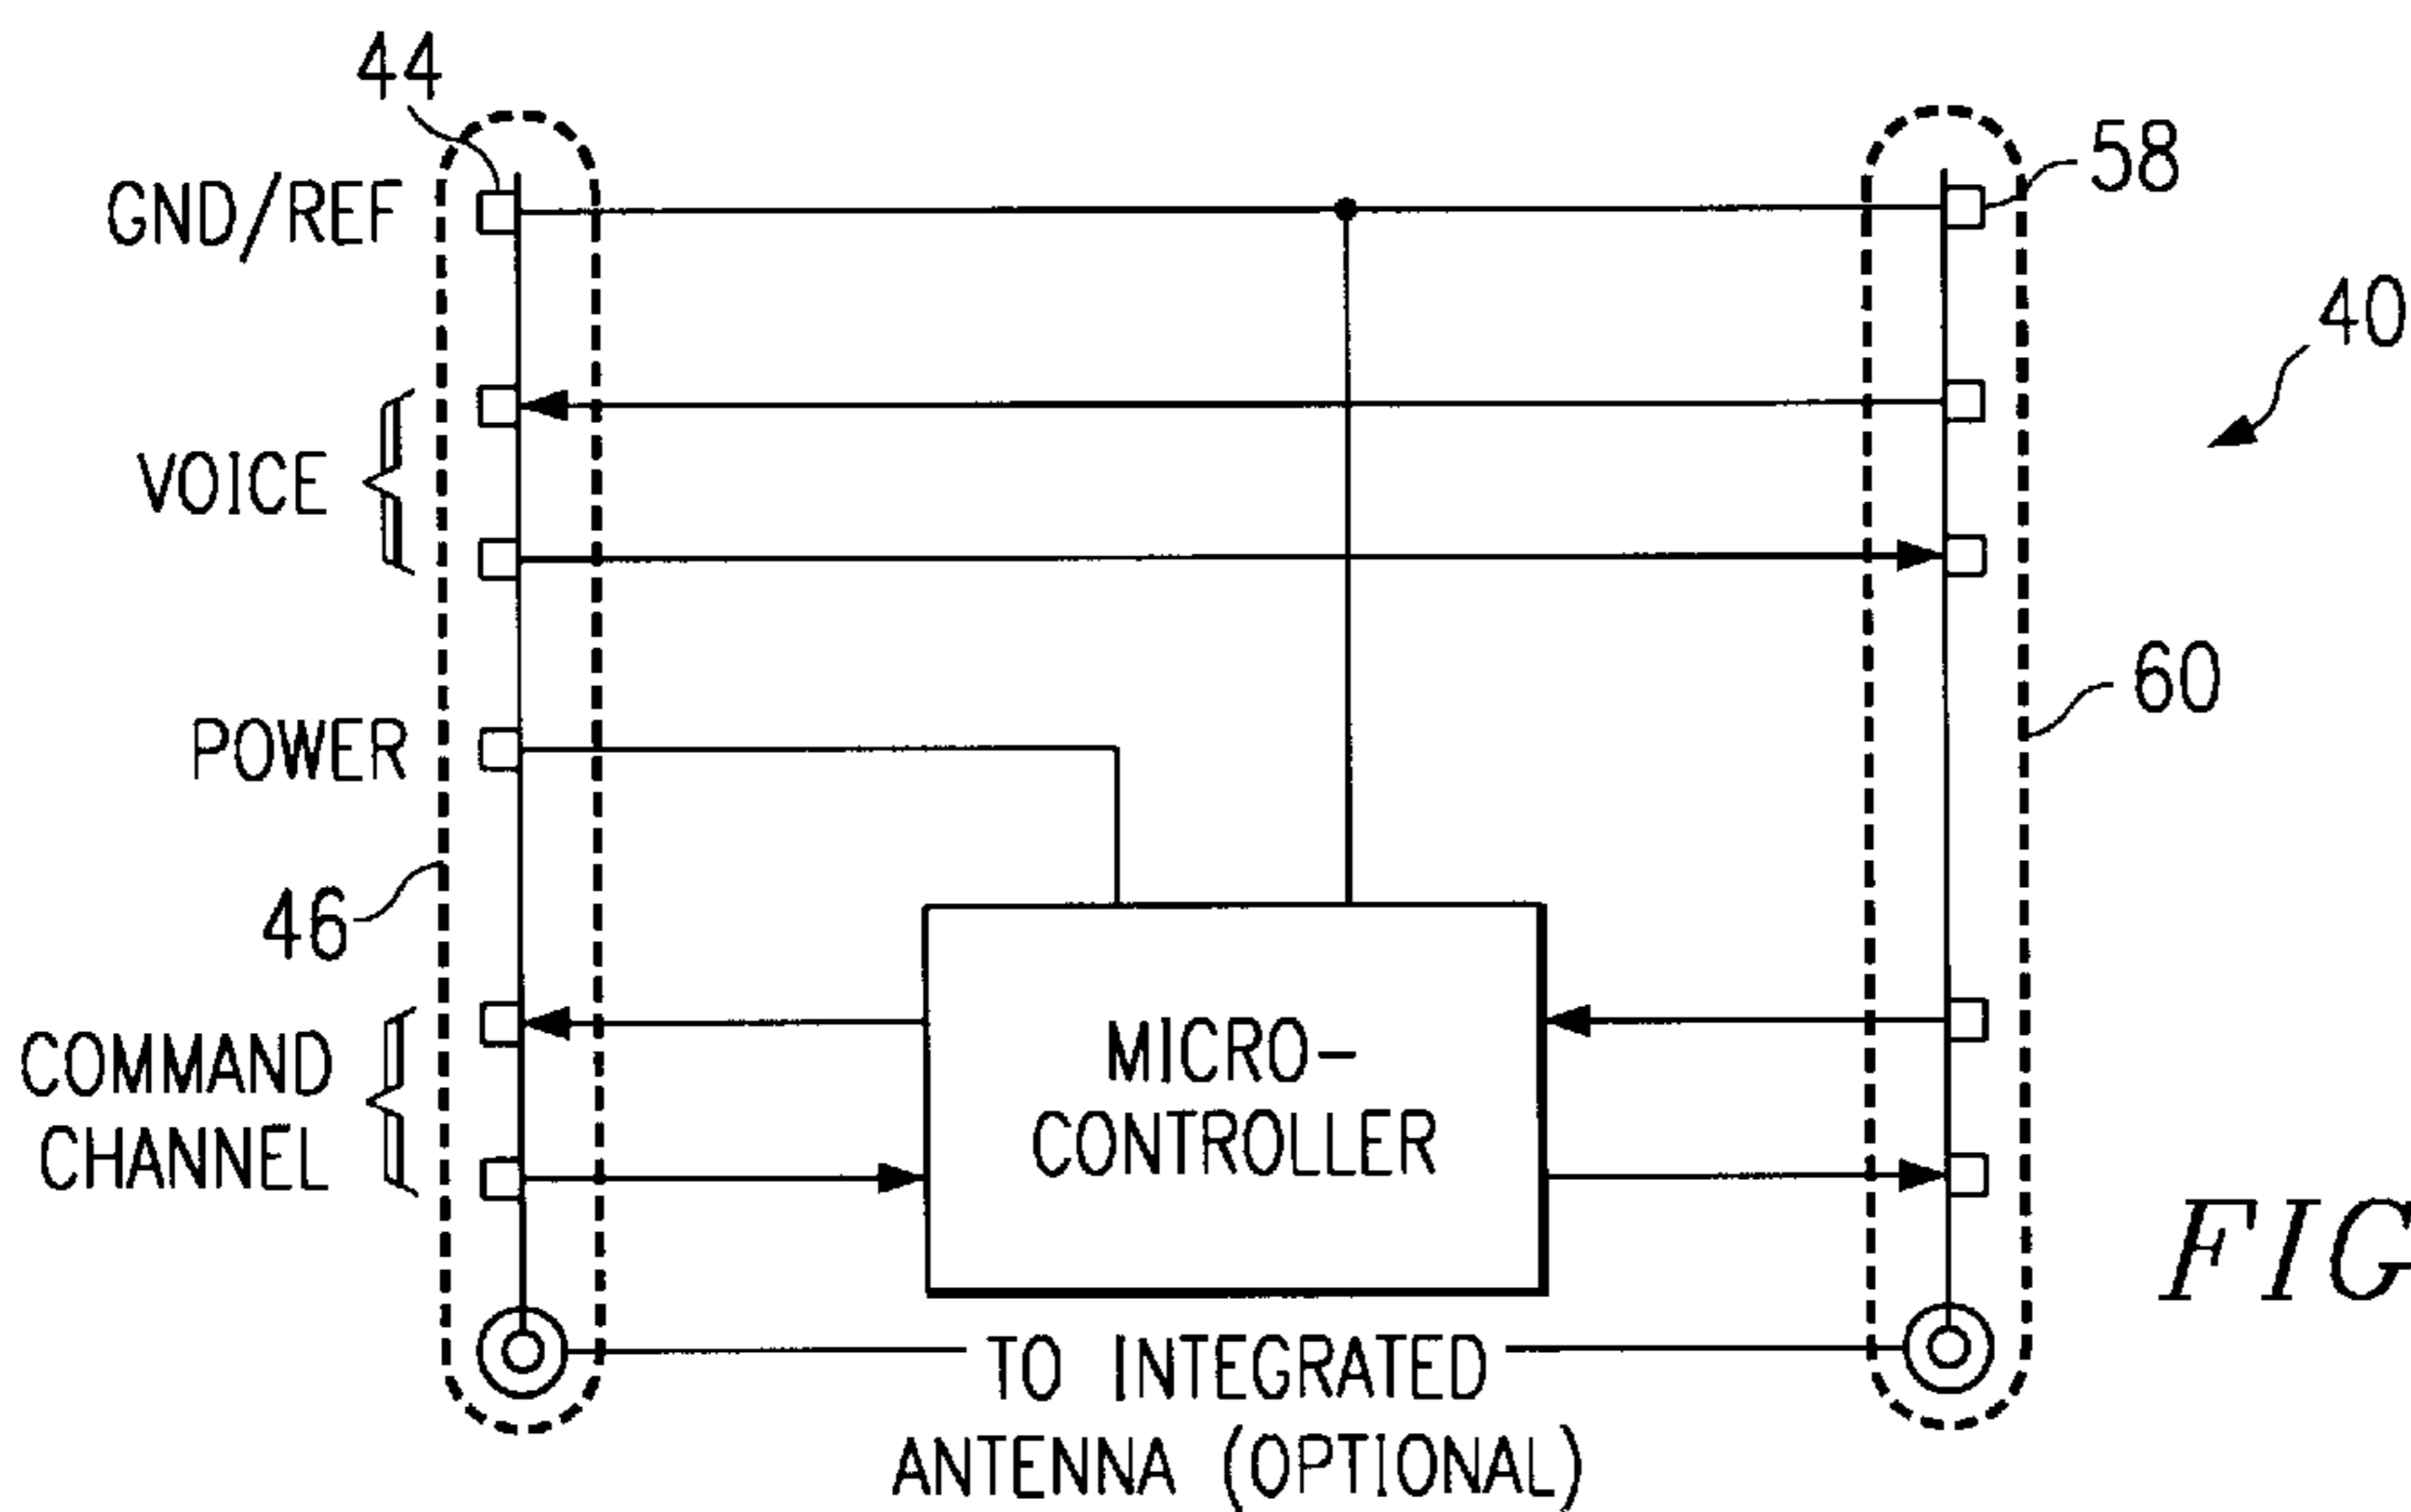 44
GND/REF
58
40
VOICE
60
POWER
46
COMMAND
CHANNEL
MICRO-
CONTROLLER
FIG
TO INTEGRATED
ANTENNA (OPTIONAL)